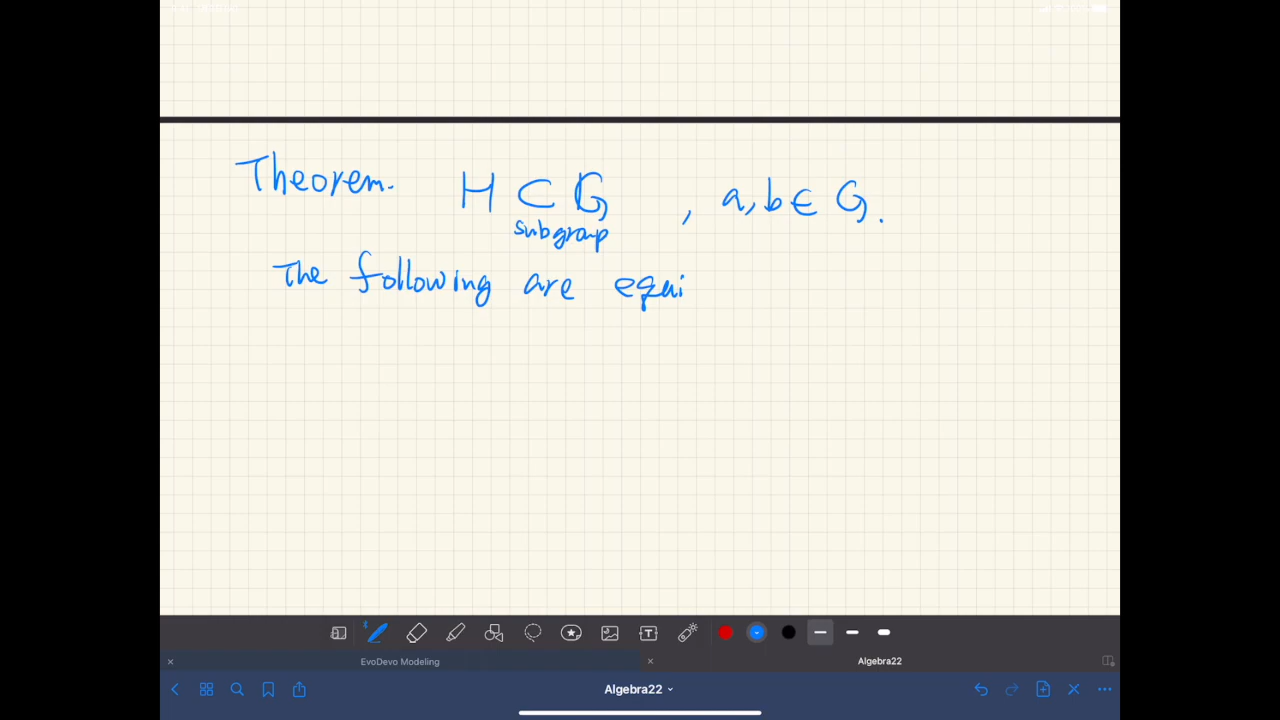 Theorem. H ⊂ G , a, b ∈ G.
subgroup
The following are equi
EvoDevo Modeling
Algebra22
Algebra22